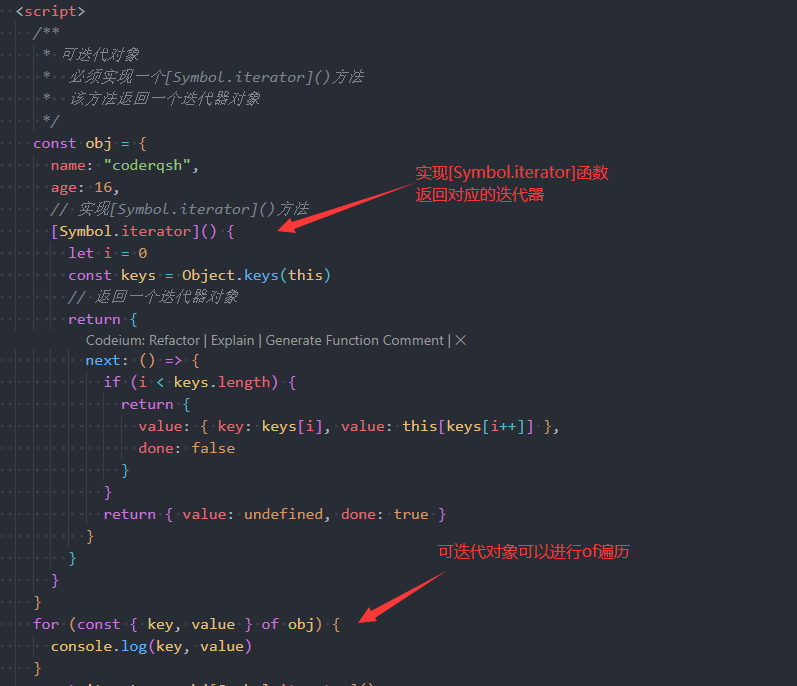 <script>
/**
* 可迭代对象
*  必须实现一个[Symbol.iterator]()方法
*  该方法返回一个迭代器对象
*/
const obj = {
name: "coderqsh",
age: 16,
// 实现[Symbol.iterator]()方法
[Symbol.iterator]() {
实现[Symbol.iterator]函数
返回对应的迭代器
let i = 0
const keys = Object.keys(this)
// 返回一个迭代器对象
return {
Codeium: Refactor | Explain | Generate Function Comment | ×
next: () => {
if (i < keys.length) {
return {
value: { key: keys[i], value: this[keys[i++]] },
done: false
}
}
return { value: undefined, done: true }
}
}
}
}
可迭代对象可以进行of遍历
for (const { key, value } of obj) {
console.log(key, value)
}